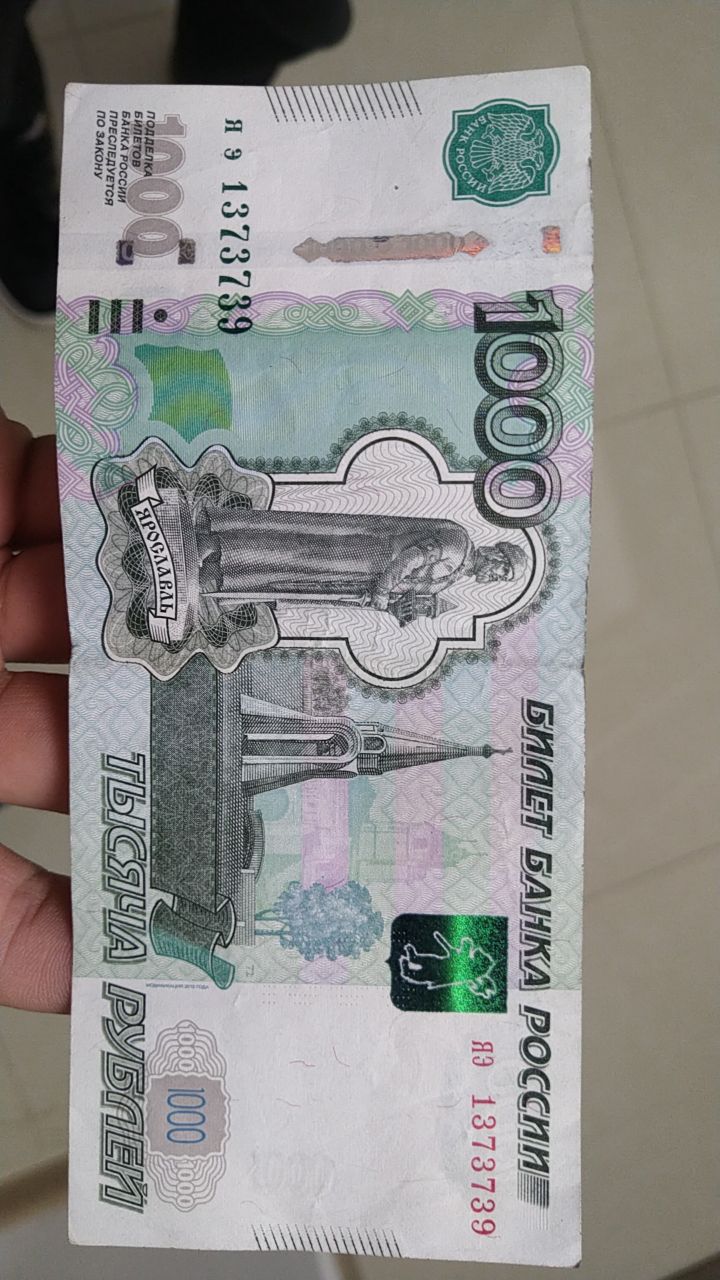 1000
БИЛЕТ БАНКА РОССИИ
БАНК РОССИИ
ЯЭ 1373739
ЯЭ 1373739
72
ЯРОСЛАВЛЬ
1000
1000
1000
1000
ПОДДЕЛКА
БИЛЕТОВ
БАНКА РОССИИ
ПРЕСЛЕДУЕТСЯ
ПО ЗАКОНУ
ТЫСЯЧА РУБЛЕЙ